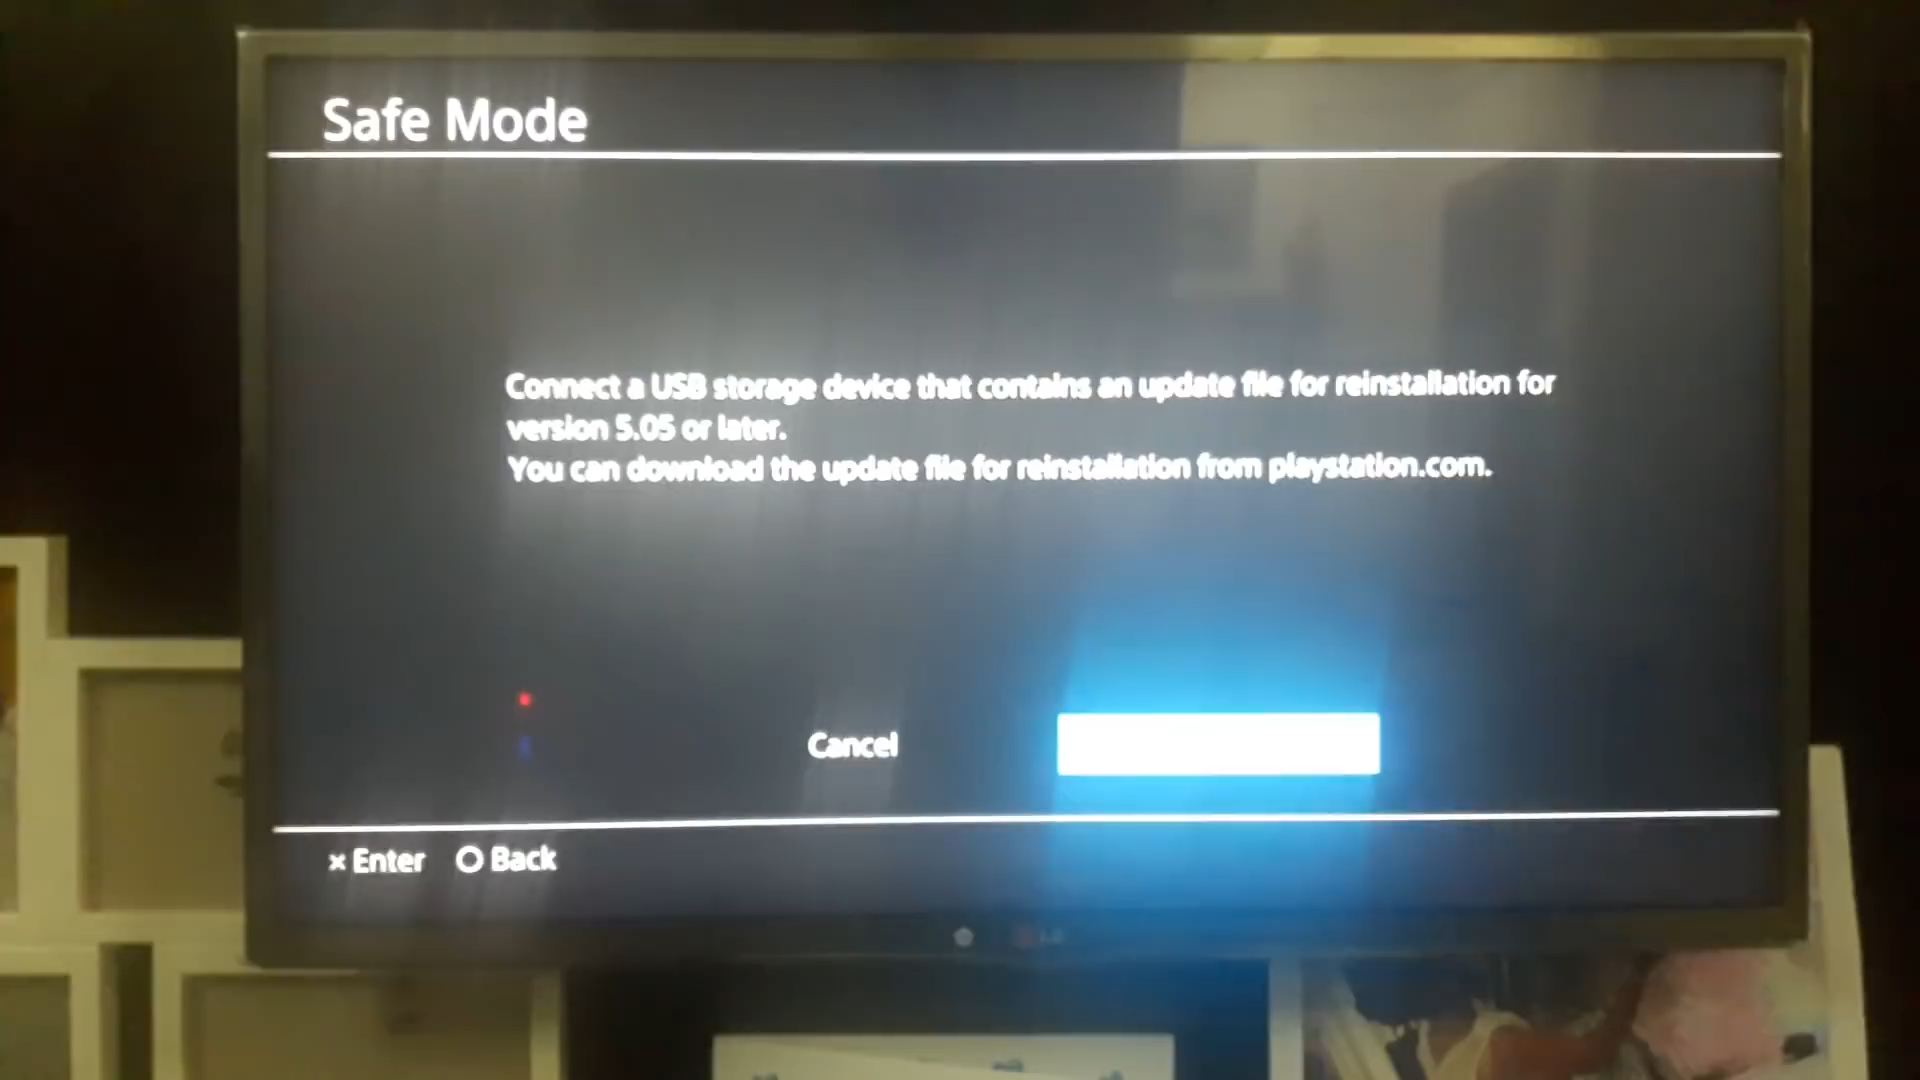 Safe Mode
Connect a USB storage device that contains an update file for reinstallation for
version 5.05 or later.
You can download the update file for reinstallation from playstation.com.
Cancel
× Enter ○ Back
LG